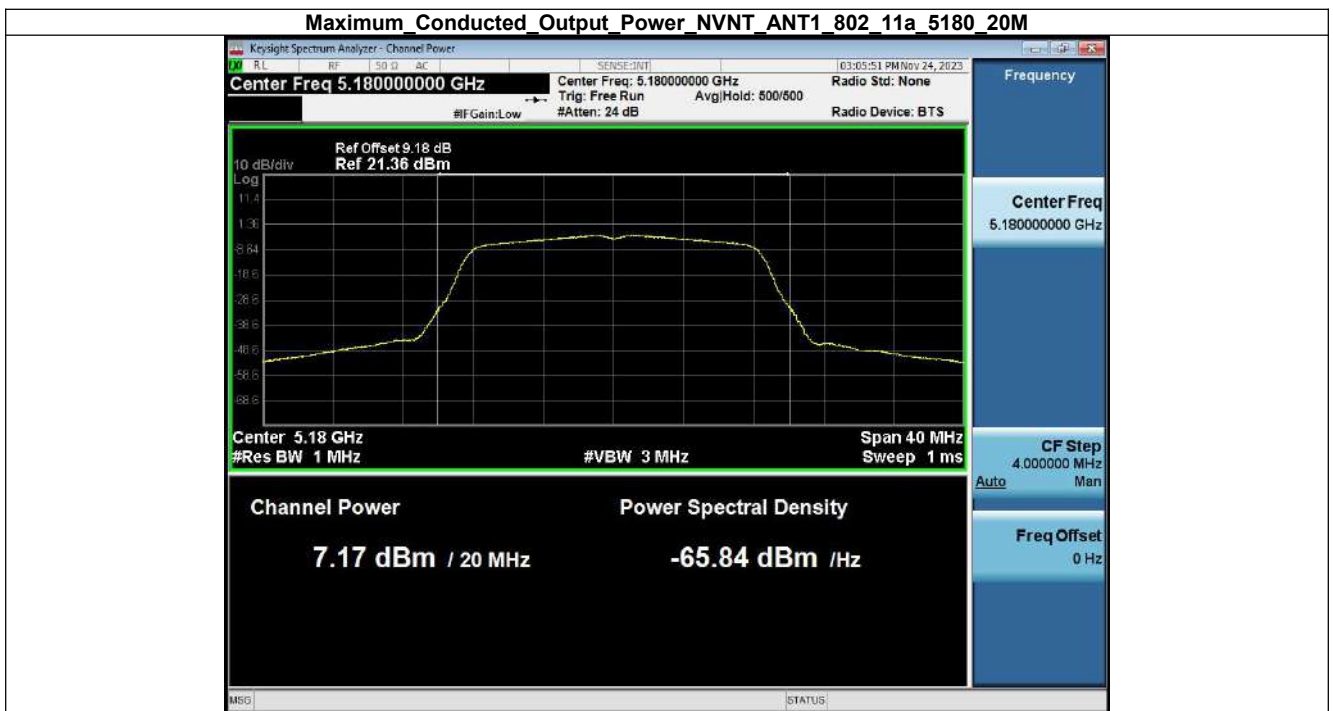 Maximum_Conducted_Output_Power_NVNT_ANT1_802_11a_5180_20M
Keysight Spectrum Analyzer - Channel Power
RL RF 50 Ω AC SENSE:INT 03:05:51 PM Nov 24, 2023
Center Freq 5.180000000 GHz
Center Freq: 5.180000000 GHz
Radio Std: None
Trig: Free Run Avg|Hold: 500/500
#IFGain:Low
#Atten: 24 dB
Radio Device: BTS
Ref Offset 9.18 dB
10 dB/div Ref 21.36 dBm
Log
11.4
1.36
-8.64
-18.6
-28.6
-38.6
-48.6
-58.6
-68.6
Center 5.18 GHz Span 40 MHz
#Res BW 1 MHz #VBW 3 MHz Sweep 1 ms
Channel Power Power Spectral Density
7.17 dBm / 20 MHz -65.84 dBm /Hz
Frequency
Center Freq
5.180000000 GHz
CF Step
4.000000 MHz
Auto Man
Freq Offset
0 Hz
MSG STATUS